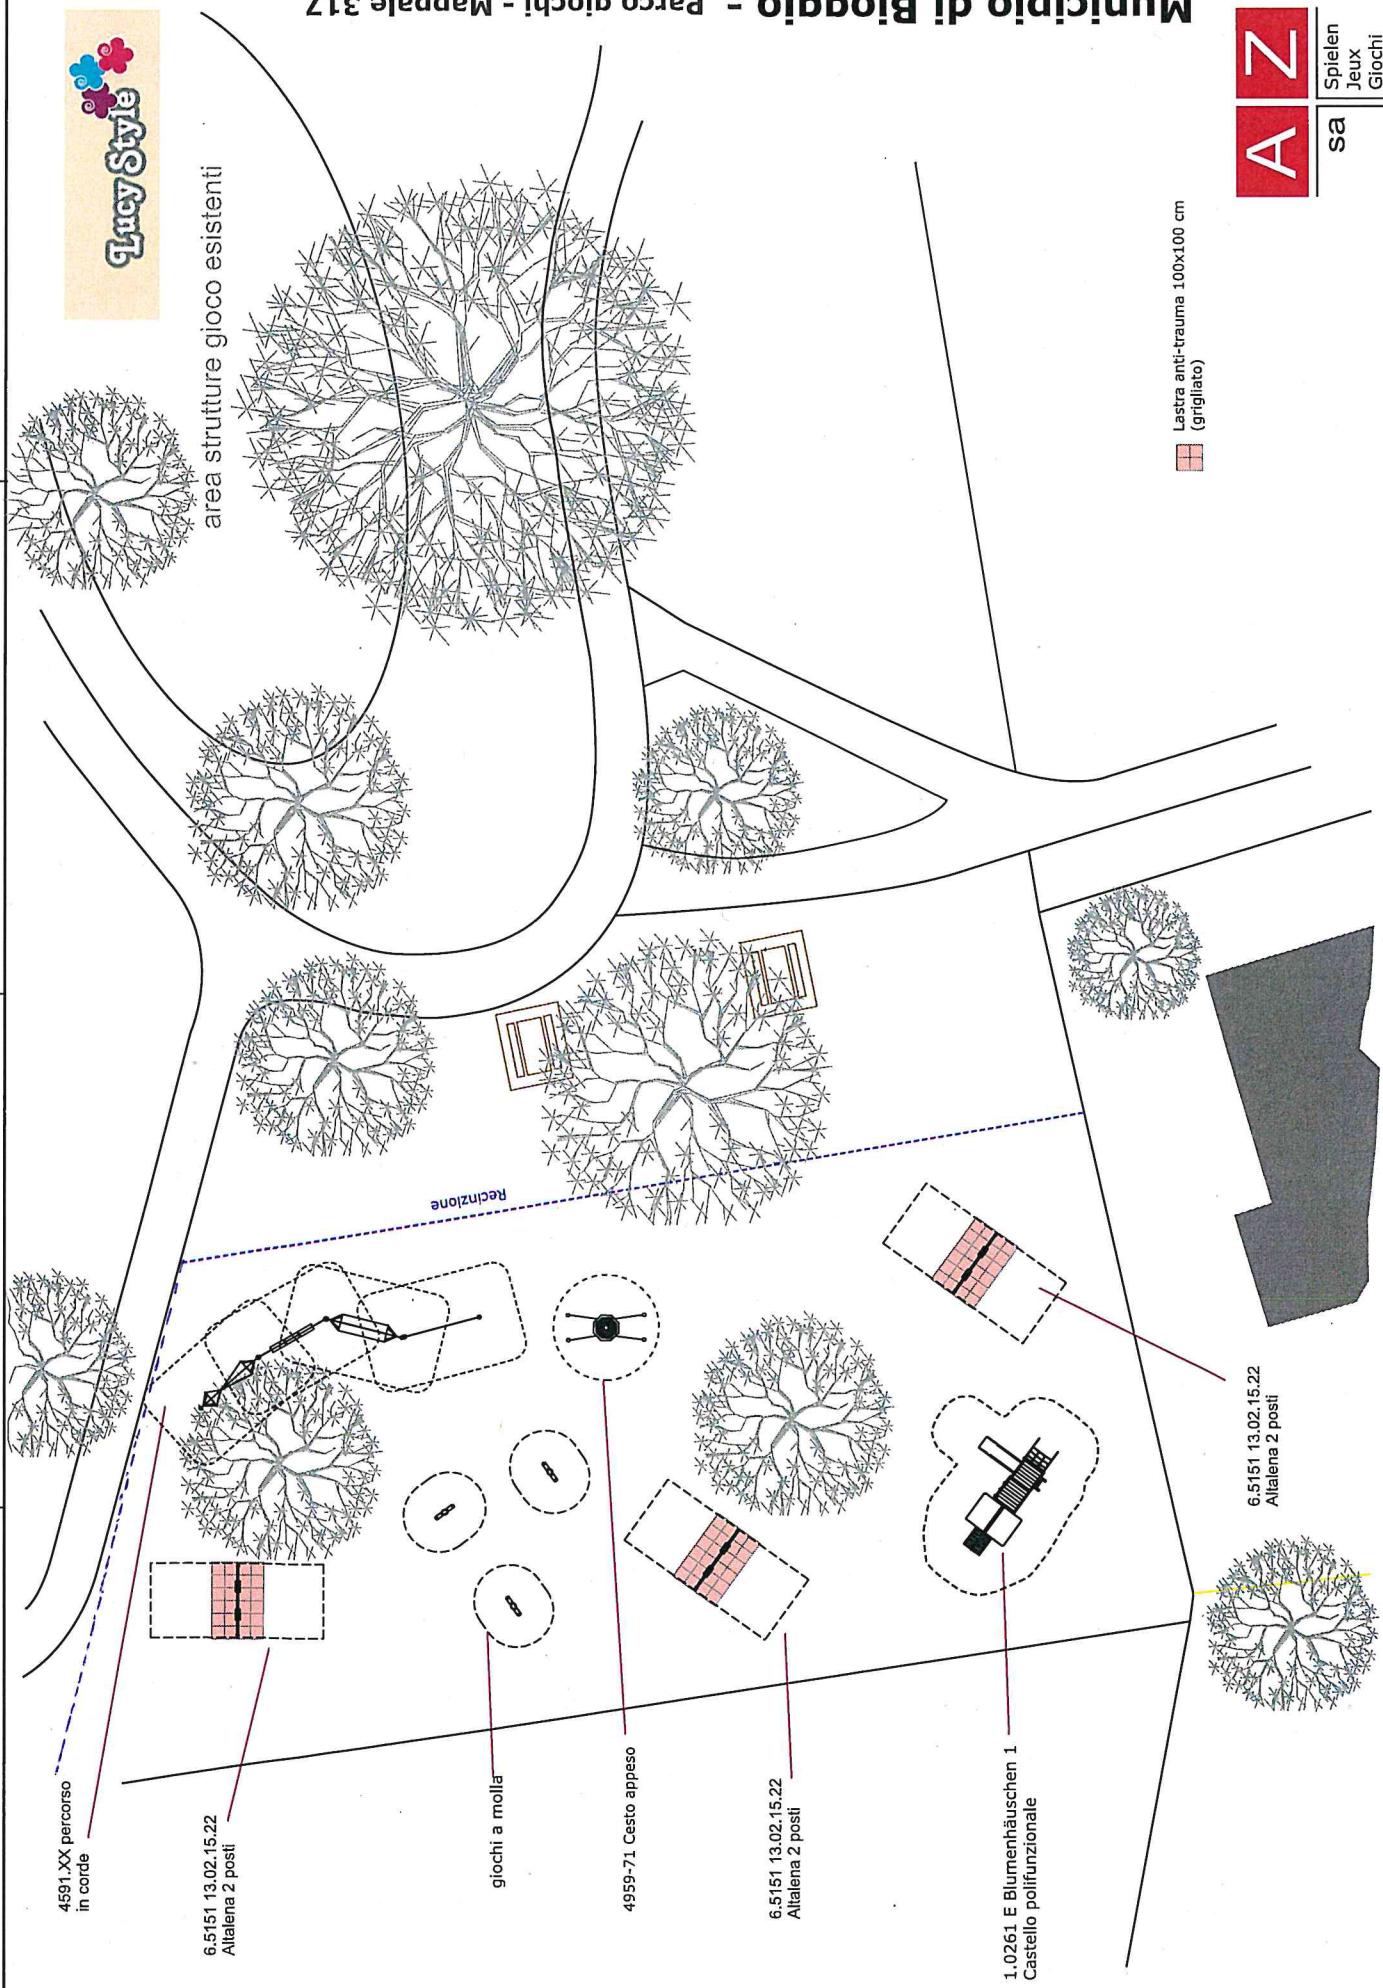 Municipio di Bioggio - Parco giochi - Mappale 317
Lucy Style
area strutture gioco esistenti
A Z
sa
Spielen
Jeux
Giochi
Lastra anti-trauma 100x100 cm
(grigliato)
Recinzione
4591.XX percorso
in corde
6.5151 13.02.15.22
Altalena 2 posti
giochi a molla
4959-71 Cesto appeso
6.5151 13.02.15.22
Altalena 2 posti
1.0261 E Blumenhäuschen 1
Castello polifunzionale
6.5151 13.02.15.22
Altalena 2 posti